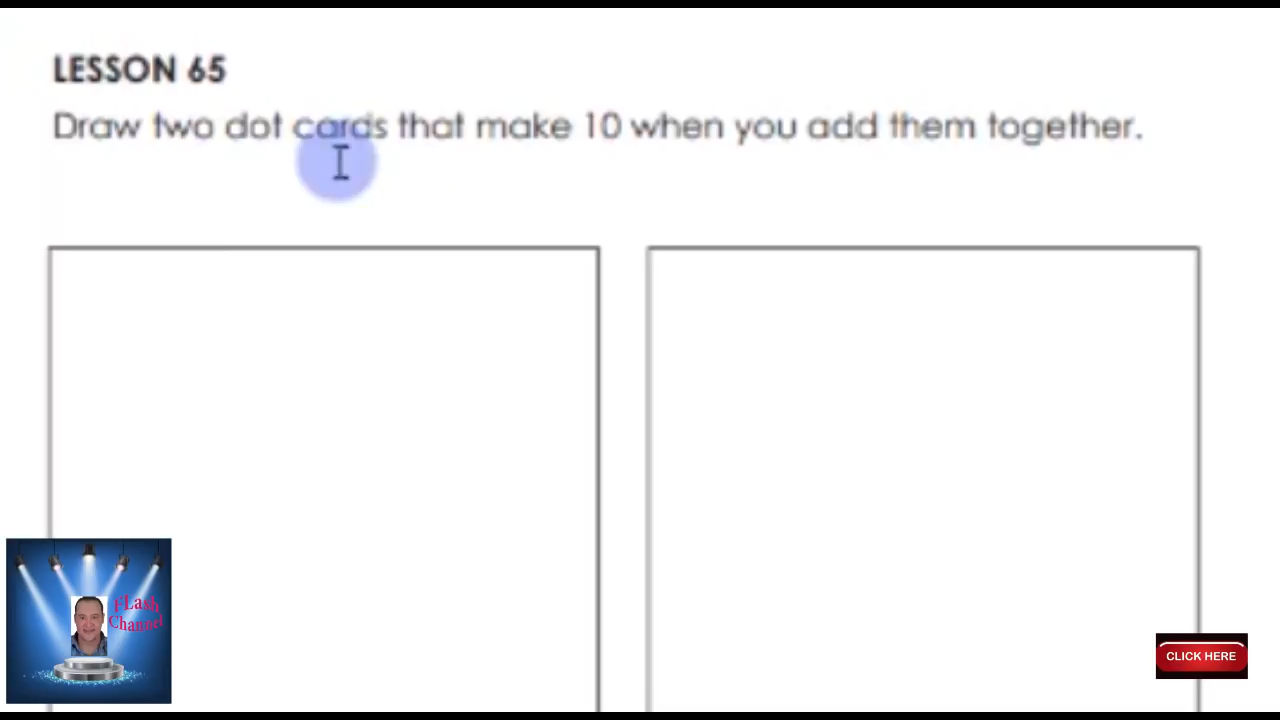 LESSON 65
Draw two dot cards that make 10 when you add them together.
FLash
Channel
CLICK HERE